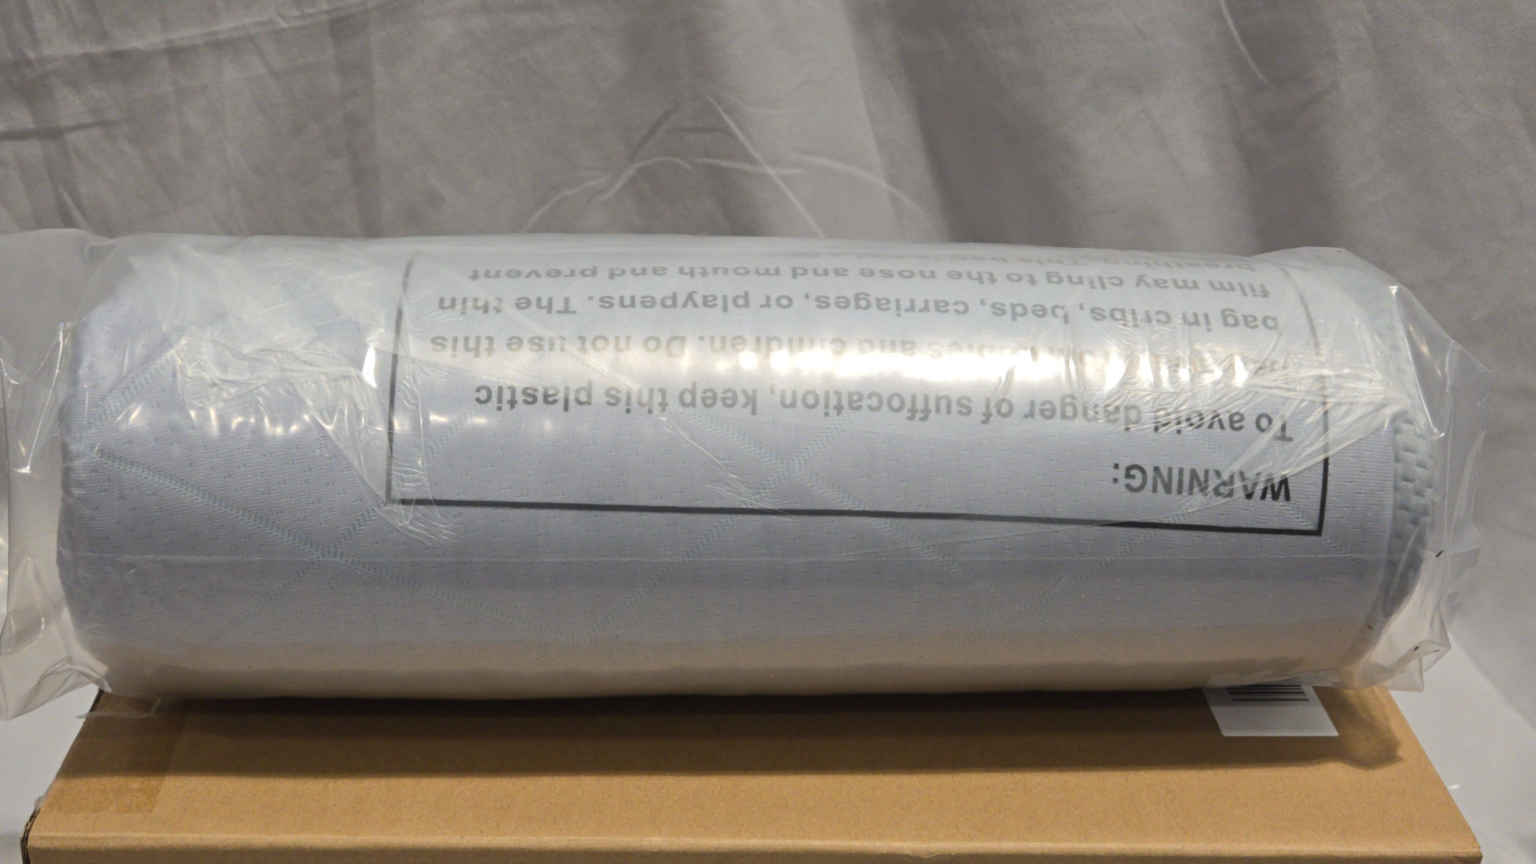 WARNING:
To avoid danger of suffocation, keep this plastic
and children. Do not use this
bag in cribs, beds, carriages, or playpens. The thin
film may cling to the nose and mouth and prevent